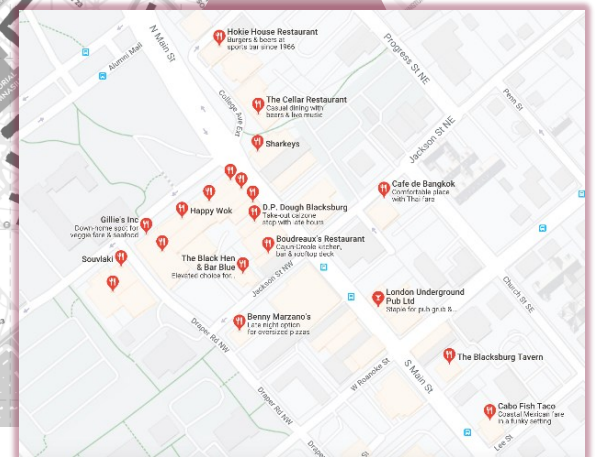 Hokie House Restaurant
Burgers & beers at
sports bar since 1966
N Main St
Alumni Mall
Progress St NE
Penn St
College Ave Ext
The Cellar Restaurant
Casual dining with
beers & live music
Sharkeys
Jackson St NE
Cafe de Bangkok
Comfortable place
with Thai fare
Happy Wok
D.P. Dough Blacksburg
Take-out calzone
stop with late hours
Gillie's Inc
Down-home spot for
veggie fare & seafood
Boudreaux's Restaurant
Cajun-Creole kitchen,
bar & rooftop deck
Souvlaki
The Black Hen
& Bar Blue
Elevated choice for...
Jackson St NW
Church St SE
London Underground
Pub Ltd
Staple for pub grub &...
Benny Marzano's
Late night option
for oversized pizzas
Draper Rd NW
The Blacksburg Tavern
W Roanoke St
S Main St
Draper Rd NW
Cabo Fish Taco
Coastal Mexican fare
in a funky setting
Lee St